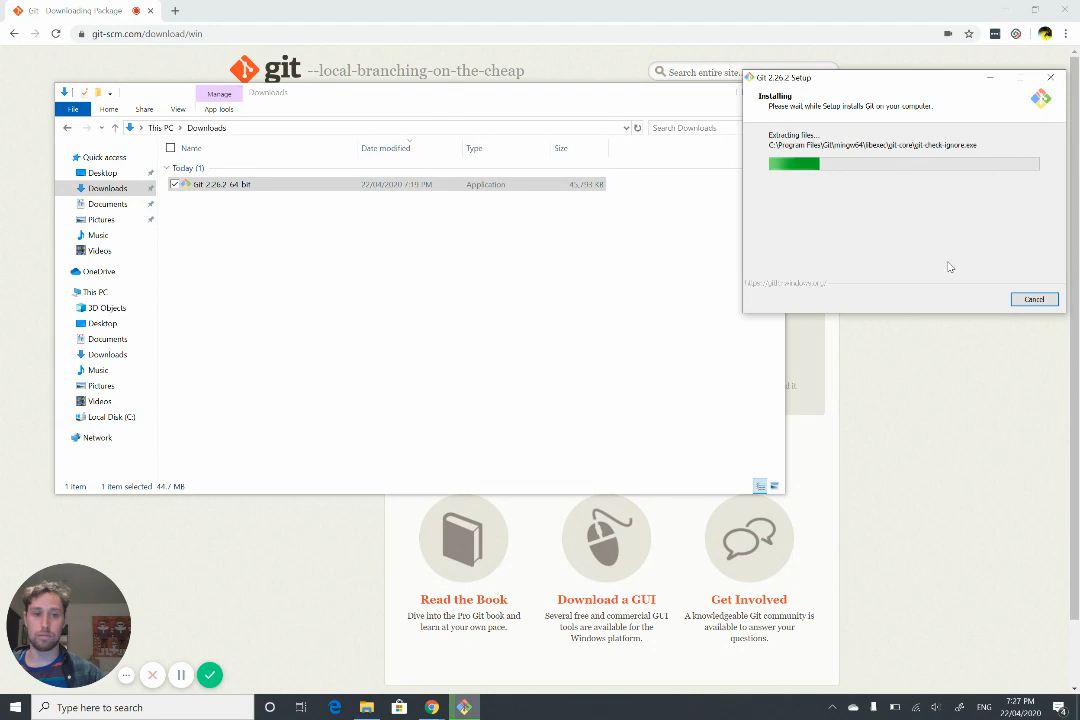 Git - Downloading Package
git-scm.com/download/win
git --local-branching-on-the-cheap
Search entire site...
Manage
Downloads
File
Home
Share
View
App Tools
This PC
Downloads
Search Downloads
Name
Date modified
Type
Size
Today (1)
Git 2.26.2 64-bit
22/04/2020 7:19 PM
Application
45,793 KB
Quick access
Desktop
Downloads
Documents
Pictures
Music
Videos
OneDrive
This PC
3D Objects
Desktop
Documents
Downloads
Music
Pictures
Videos
Local Disk (C:)
Network
1 item
1 item selected 44.7 MB
Git 2.26.2 Setup
Installing
Please wait while Setup installs Git on your computer.
Extracting files...
C:\Program Files\Git\mingw64\libexec\git-core\git-check-ignore.exe
Cancel
d it
Read the Book
Dive into the Pro Git book and
learn at your own pace.
Download a GUI
Several free and commercial GUI
tools are available for the
Windows platform.
Get Involved
A knowledgeable Git community is
available to answer your
questions.
Type here to search
ENG
7:27 PM
22/04/2020
4